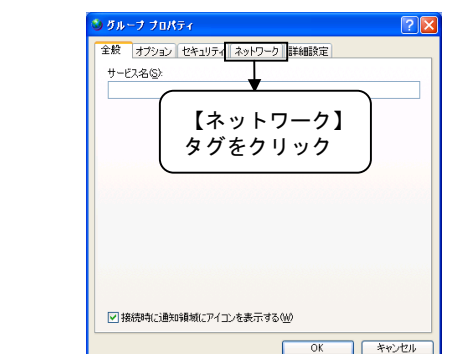 グループ プロパティ
全般 オプション セキュリティ ネットワーク 詳細設定
サービス名(S):
【ネットワーク】
タグをクリック
接続時に通知領域にアイコンを表示する(W)
OK キャンセル